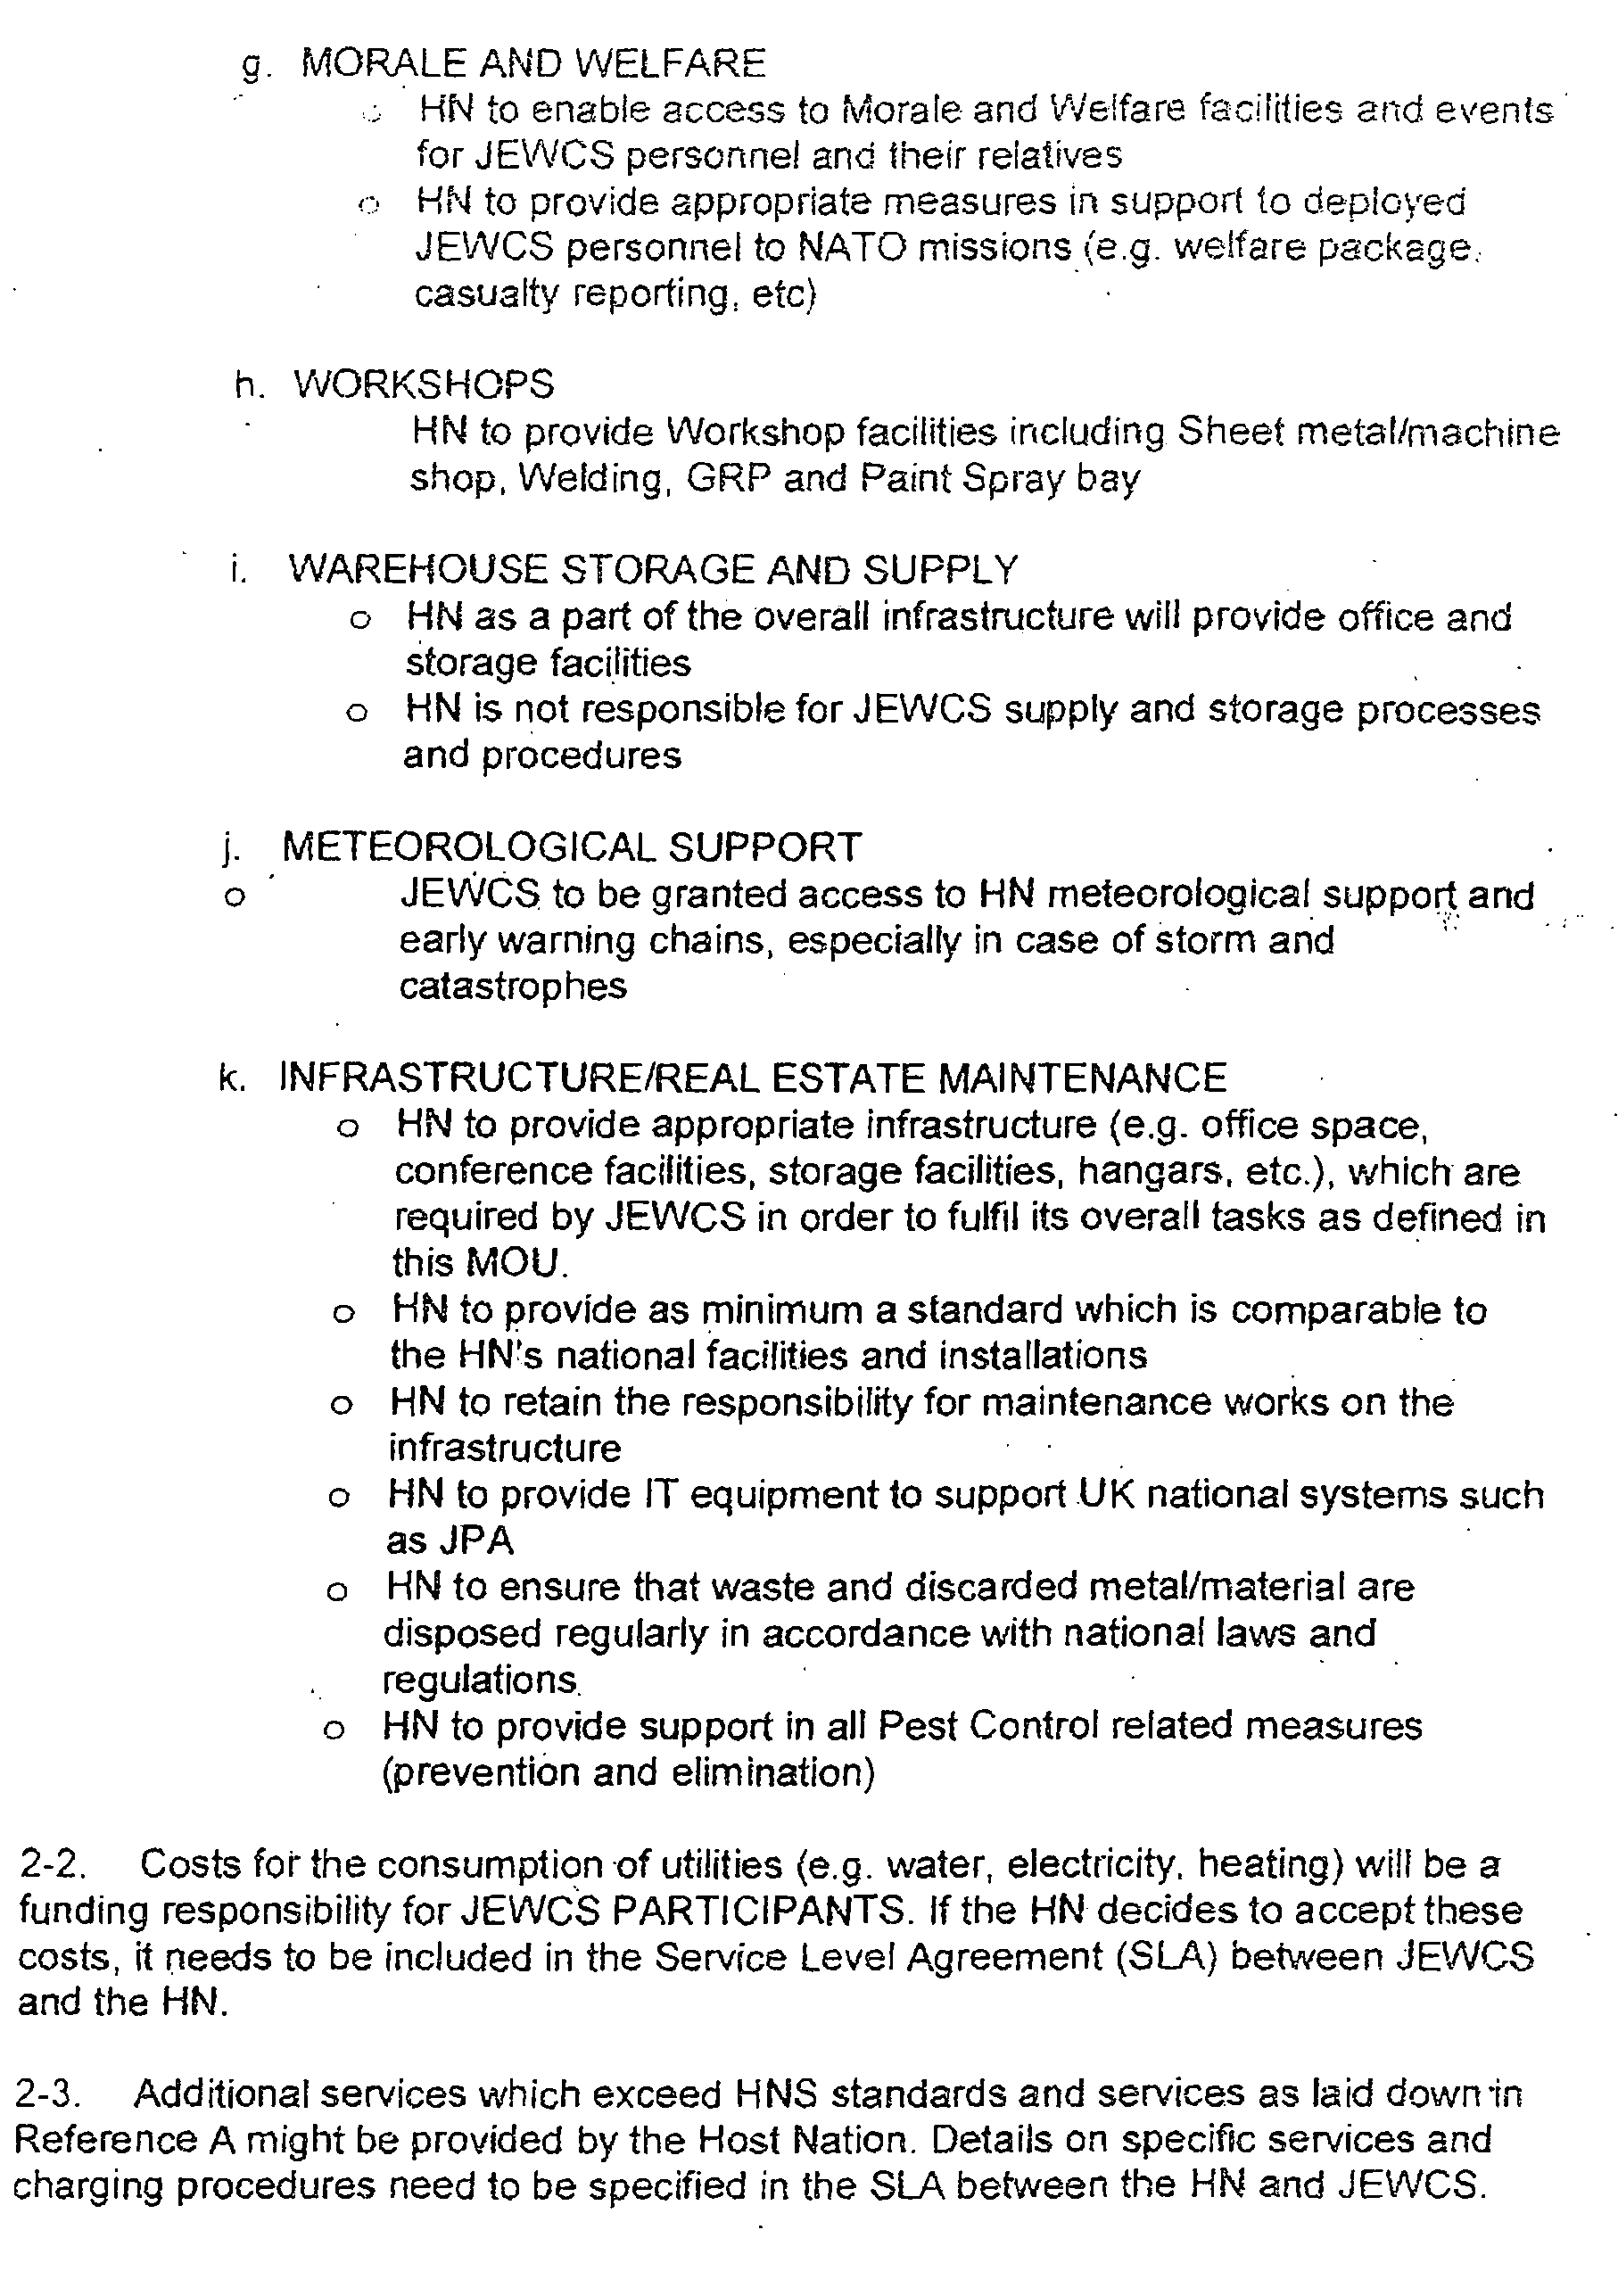 g. MORALE AND WELFARE
o HN to enable access to Morale and Welfare facilities and events
for JEWCS personnel and their relatives
o HN to provide appropriate measures in support to deployed
JEWCS personnel to NATO missions (e.g. welfare package,
casualty reporting, etc)
h. WORKSHOPS
HN to provide Workshop facilities including Sheet metal/machine
shop, Welding, GRP and Paint Spray bay
i. WAREHOUSE STORAGE AND SUPPLY
o HN as a part of the overall infrastructure will provide office and
storage facilities
o HN is not responsible for JEWCS supply and storage processes
and procedures
j. METEOROLOGICAL SUPPORT
o JEWCS to be granted access to HN meteorological support and
early warning chains, especially in case of storm and
catastrophes
k. INFRASTRUCTURE/REAL ESTATE MAINTENANCE
o HN to provide appropriate infrastructure (e.g. office space,
conference facilities, storage facilities, hangars, etc.), which are
required by JEWCS in order to fulfil its overall tasks as defined in
this MOU.
o HN to provide as minimum a standard which is comparable to
the HN's national facilities and installations
o HN to retain the responsibility for maintenance works on the
infrastructure
o HN to provide IT equipment to support UK national systems such
as JPA
o HN to ensure that waste and discarded metal/material are
disposed regularly in accordance with national laws and
regulations.
o HN to provide support in all Pest Control related measures
(prevention and elimination)
2-2. Costs for the consumption of utilities (e.g. water, electricity, heating) will be a
funding responsibility for JEWCS PARTICIPANTS. If the HN decides to accept these
costs, it needs to be included in the Service Level Agreement (SLA) between JEWCS
and the HN.
2-3. Additional services which exceed HNS standards and services as laid down in
Reference A might be provided by the Host Nation. Details on specific services and
charging procedures need to be specified in the SLA between the HN and JEWCS.